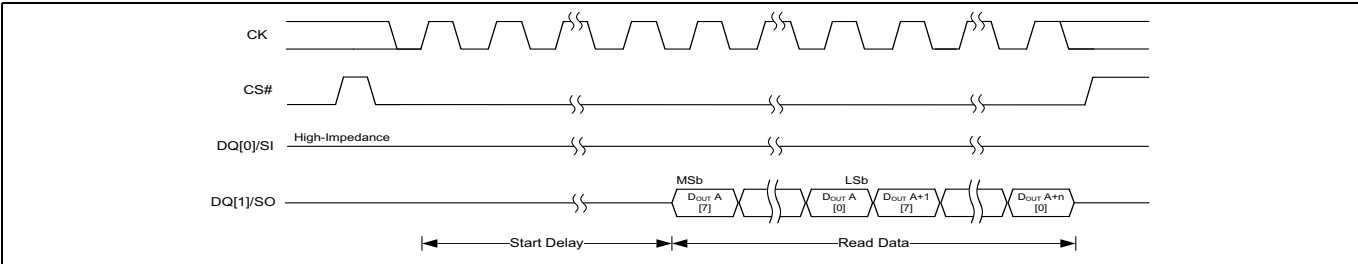 CK
CS#
DQ[0]/SI High-Impedance
DQ[1]/SO
MSb LSb
DOUT A DOUT A DOUT A+1 DOUT A+n
[7] [0] [7] [0]
Start Delay Read Data